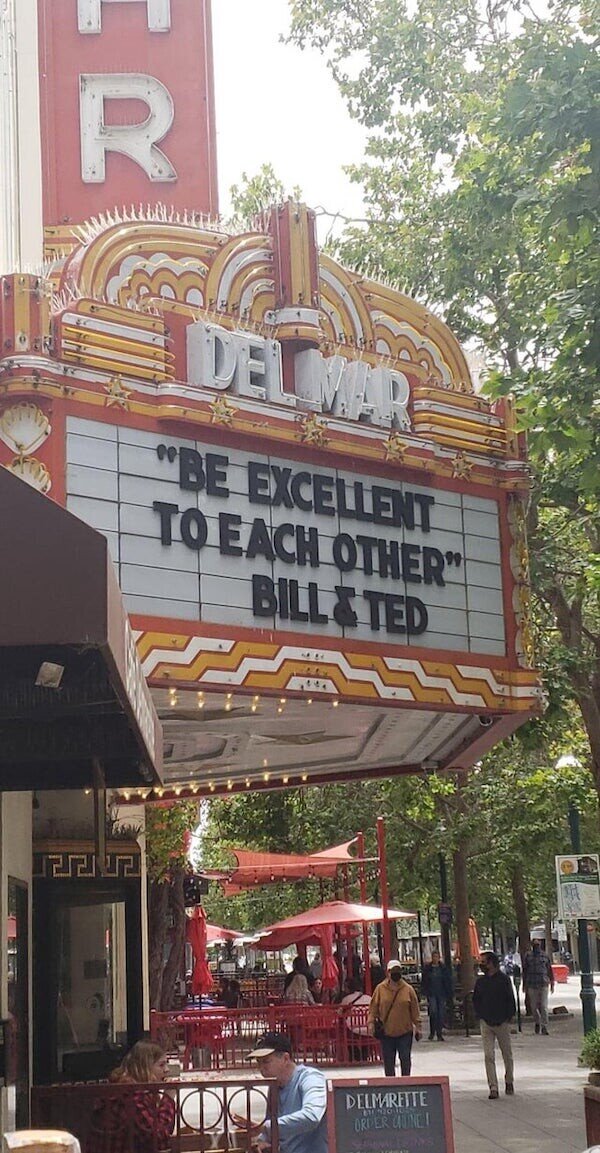 R
DEL MAR
"BE EXCELLENT
TO EACH OTHER"
BILL & TED
DELMARETTE
ORDER ONLINE!